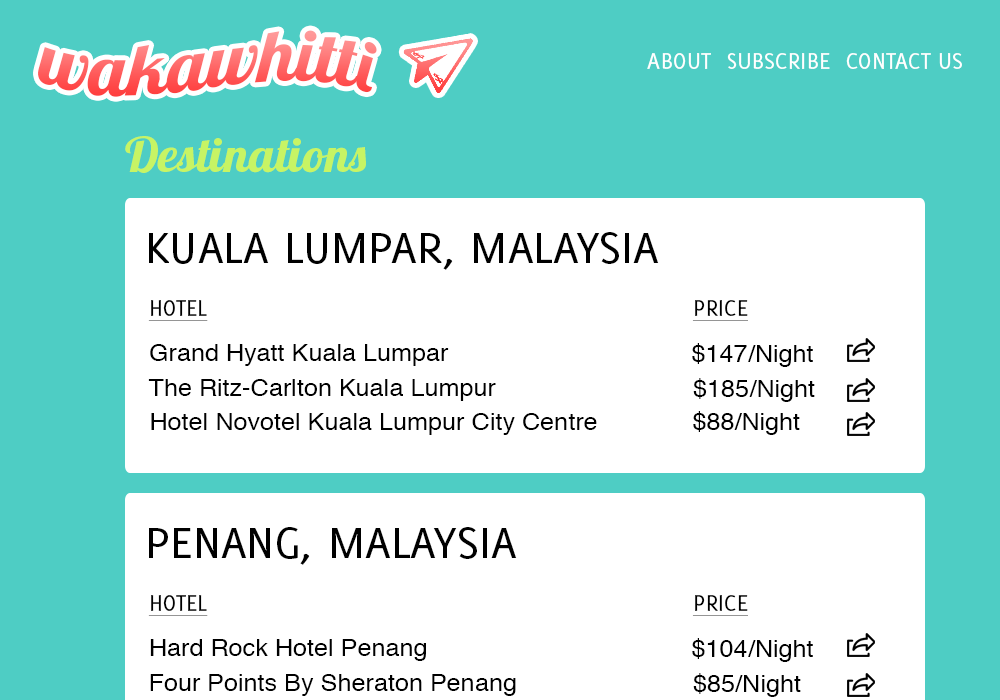 wakawhitti
ABOUT SUBSCRIBE CONTACT US
Destinations
KUALA LUMPAR, MALAYSIA
HOTEL PRICE
Grand Hyatt Kuala Lumpar $147/Night
The Ritz-Carlton Kuala Lumpur $185/Night
Hotel Novotel Kuala Lumpur City Centre $88/Night
PENANG, MALAYSIA
HOTEL PRICE
Hard Rock Hotel Penang $104/Night
Four Points By Sheraton Penang $85/Night